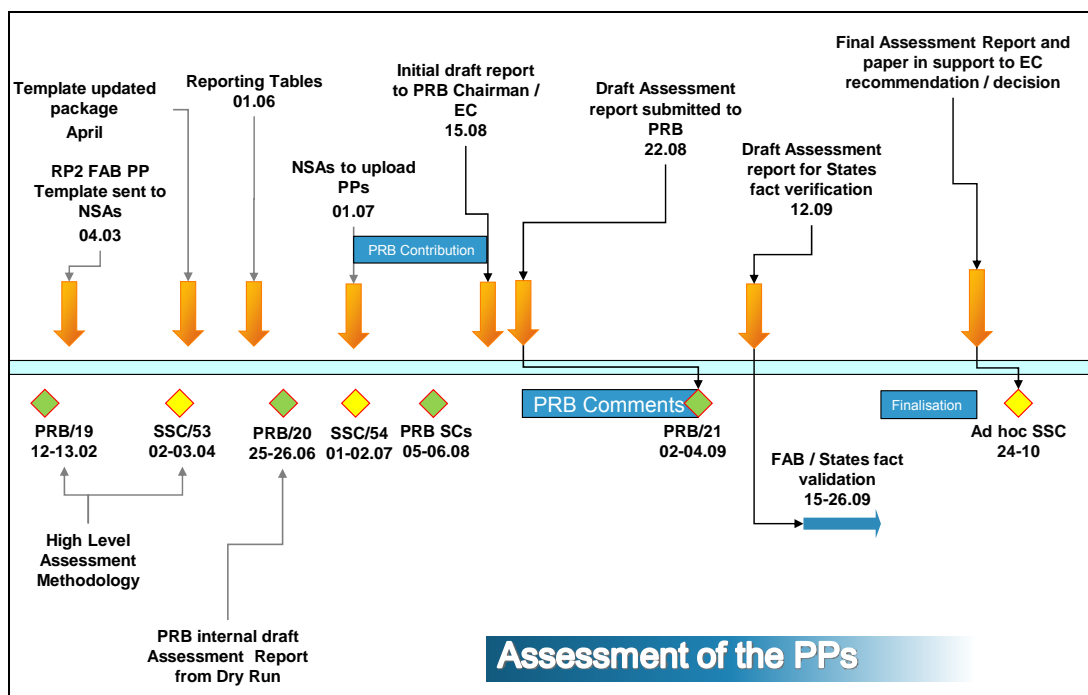 Template updated
package
April
RP2 FAB PP
Template sent to
NSAs
04.03
Reporting Tables
01.06
NSAs to upload
PPs
01.07
Initial draft report
to PRB Chairman /
EC
15.08
PRB Contribution
Draft Assessment
report submitted to
PRB
22.08
Draft Assessment
report for States
fact verification
12.09
Final Assessment Report and
paper in support to EC
recommendation / decision
PRB/19
12-13.02
SSC/53
02-03.04
PRB/20
25-26.06
SSC/54
01-02.07
PRB SCs
05-06.08
PRB Comments
PRB/21
02-04.09
Finalisation
Ad hoc SSC
24-10
FAB / States fact
validation
15-26.09
High Level
Assessment
Methodology
PRB internal draft
Assessment Report
from Dry Run
Assessment of the PPs